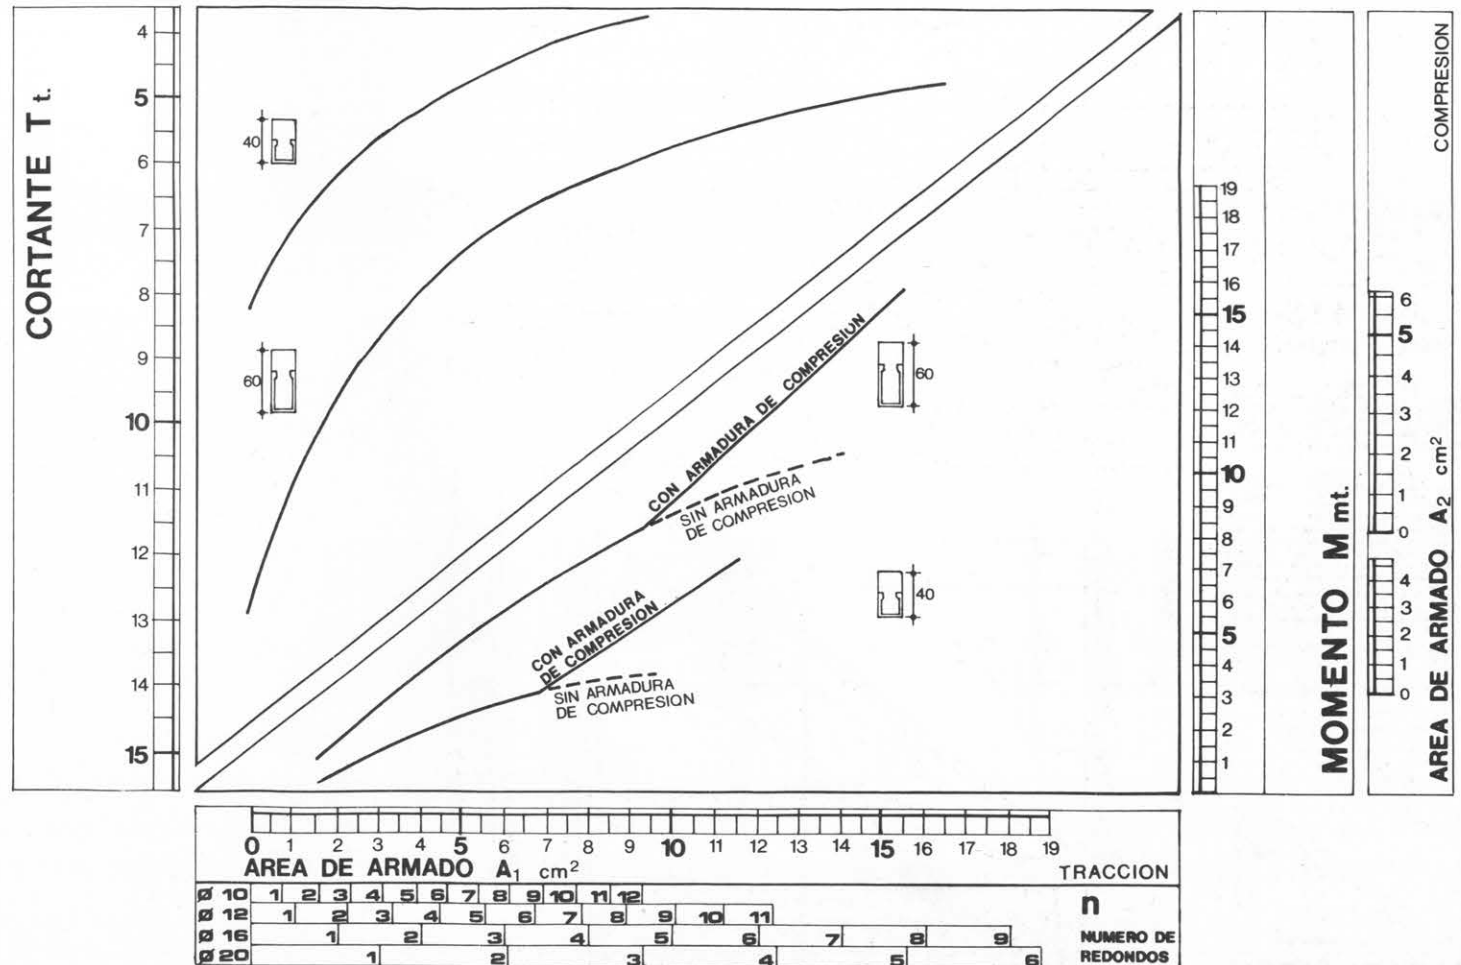 CORTANTE T t.
4
5
6
7
8
9
10
11
12
13
14
15
40
60
CON ARMADURA DE COMPRESION
SIN ARMADURA
DE COMPRESION
60
CON ARMADURA
DE COMPRESION
SIN ARMADURA
DE COMPRESION
40
19
18
17
16
15
14
13
12
11
10
9
8
7
6
5
4
3
2
1
MOMENTO M mt.
6
5
4
3
2
1
0
4
3
2
1
0
COMPRESION
AREA DE ARMADO A2 cm²
0 1 2 3 4 5 6 7 8 9 10 11 12 13 14 15 16 17 18 19
AREA DE ARMADO A1 cm² TRACCION
Ø 10 1 2 3 4 5 6 7 8 9 10 11 12
Ø 12 1 2 3 4 5 6 7 8 9 10 11
Ø 16 1 2 3 4 5 6 7 8 9
Ø 20 1 2 3 4 5 6
n
NUMERO DE
REDONDOS